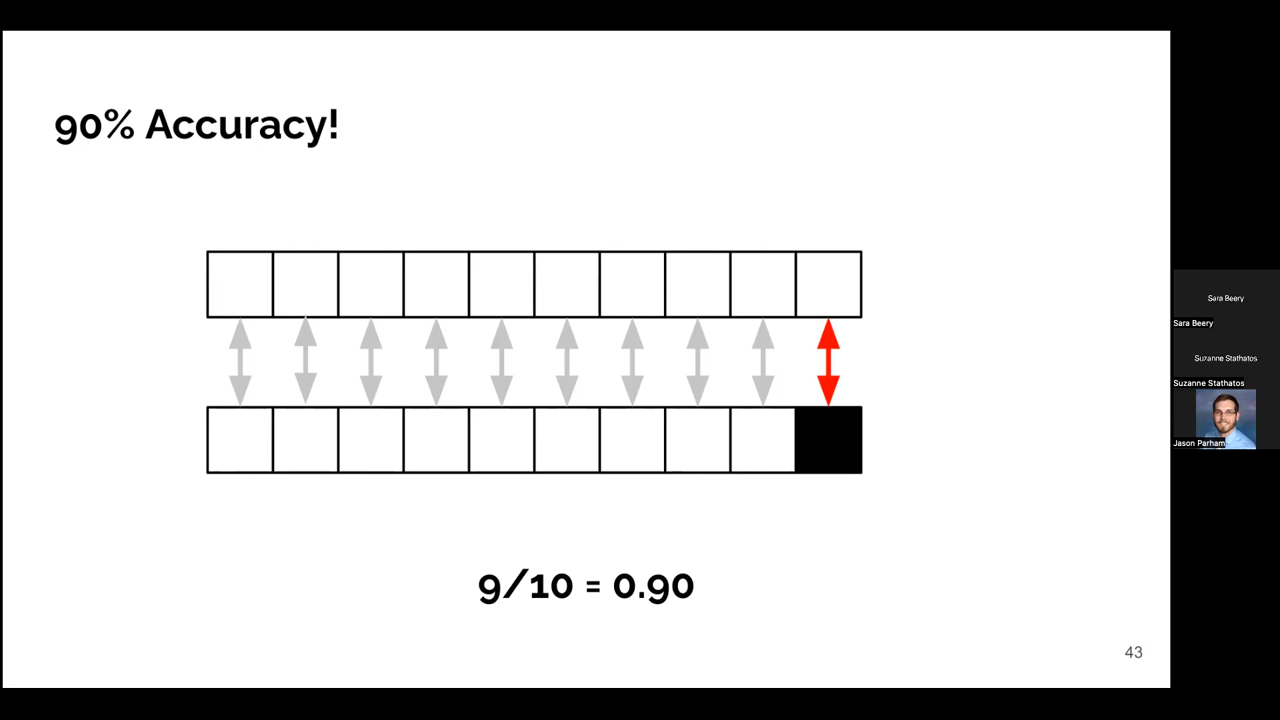 90% Accuracy!
9/10 = 0.90
43
Sara Beery
Sara Beery
Suzanne Stathatos
Suzanne Stathatos
Jason Parham